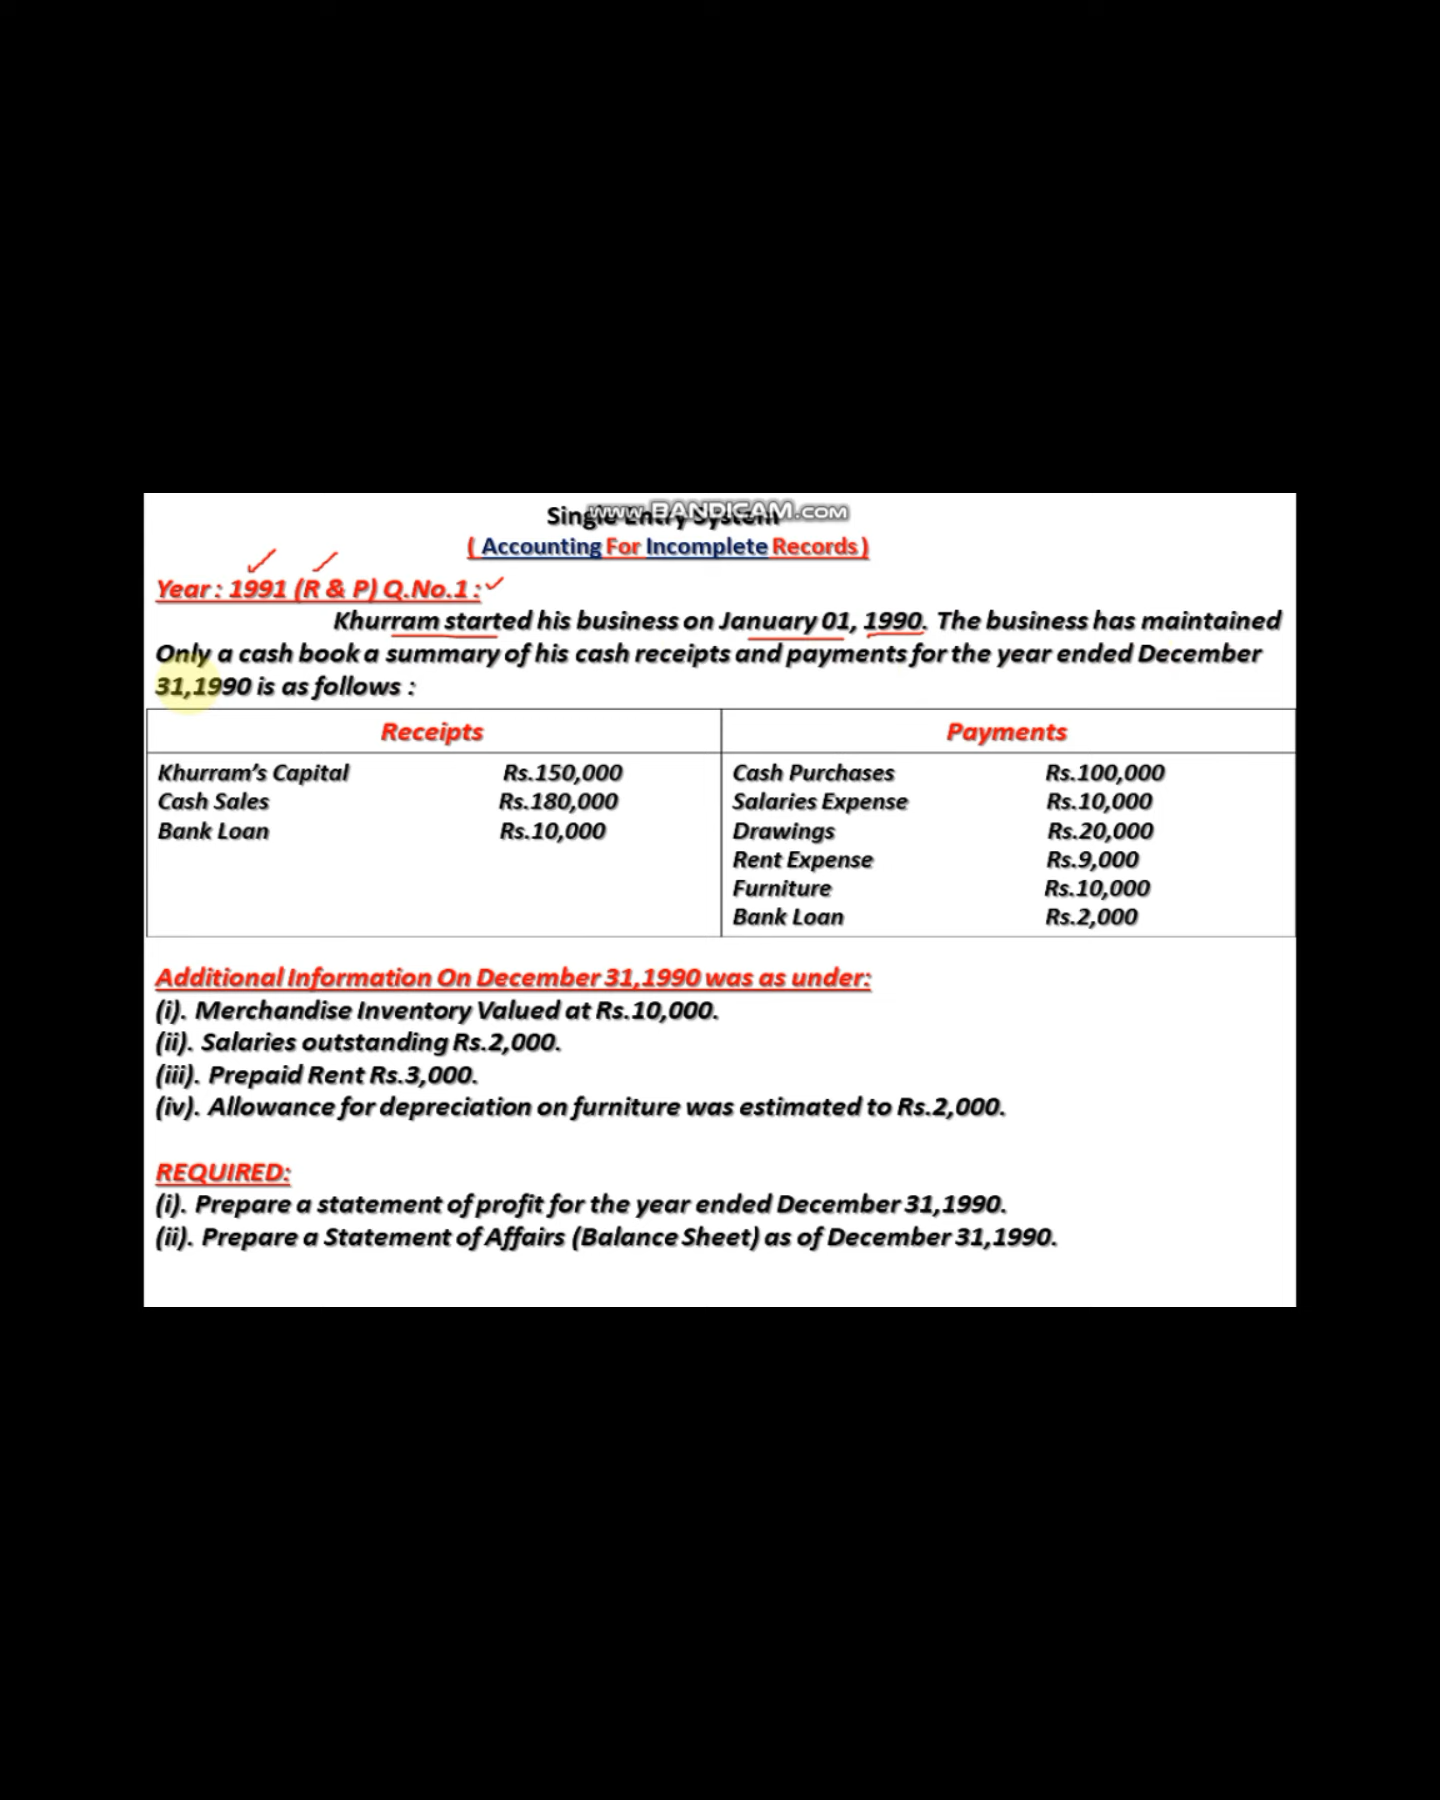 Single Entry System
www.BANDICAM.com
( Accounting For Incomplete Records )
Year : 1991 (R & P) Q.No.1 :
Khurram started his business on January 01, 1990. The business has maintained
Only a cash book a summary of his cash receipts and payments for the year ended December
31,1990 is as follows :
Receipts Payments
Khurram’s Capital Rs.150,000 Cash Purchases Rs.100,000
Cash Sales Rs.180,000 Salaries Expense Rs.10,000
Bank Loan Rs.10,000 Drawings Rs.20,000
Rent Expense Rs.9,000
Furniture Rs.10,000
Bank Loan Rs.2,000
Additional Information On December 31,1990 was as under:
(i). Merchandise Inventory Valued at Rs.10,000.
(ii). Salaries outstanding Rs.2,000.
(iii). Prepaid Rent Rs.3,000.
(iv). Allowance for depreciation on furniture was estimated to Rs.2,000.
REQUIRED:
(i). Prepare a statement of profit for the year ended December 31,1990.
(ii). Prepare a Statement of Affairs (Balance Sheet) as of December 31,1990.